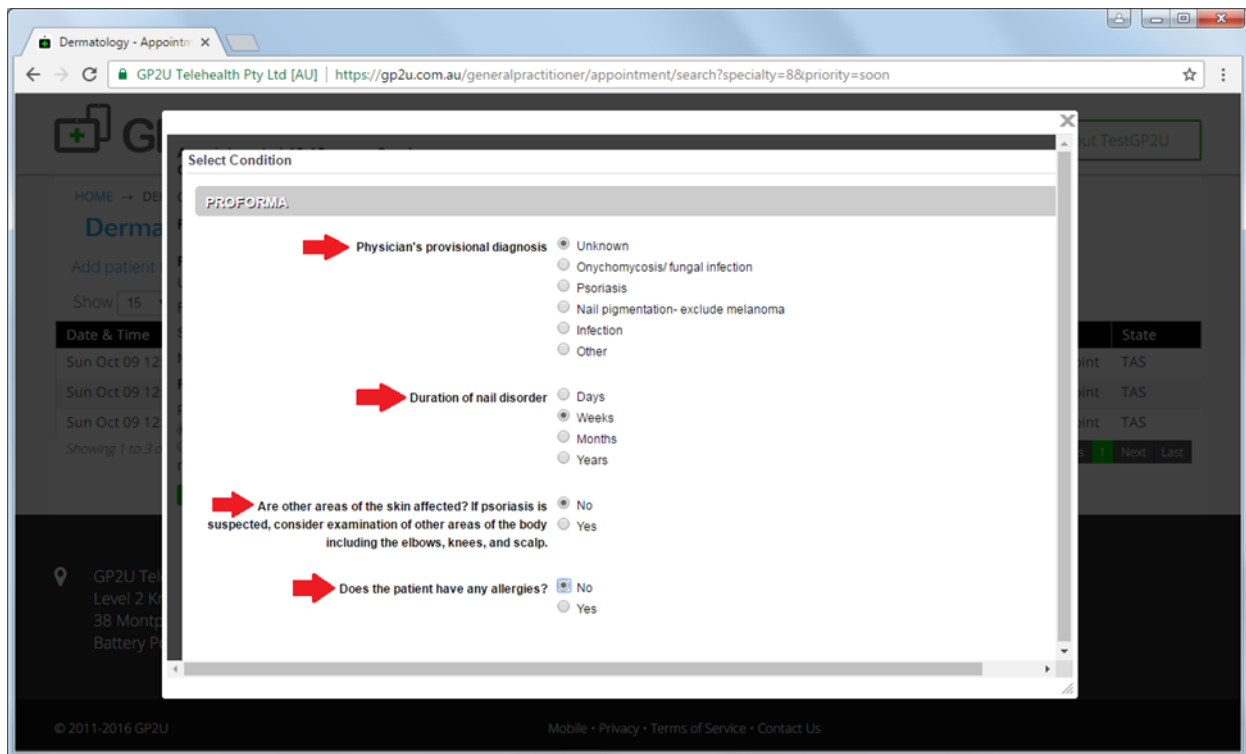 Dermatology - Appointm
GP2U Telehealth Pty Ltd [AU] https://gp2u.com.au/generalpractitioner/appointment/search?specialty=8&priority=soon
TestGP2U
Select Condition
PROFORMA
HOME → DE
Derma
Add patient
Show 15
Date & Time State
Sun Oct 09 12 TAS
Sun Oct 09 12 TAS
Sun Oct 09 12 TAS
Showing 1 to 3 1 Next Last
Physician's provisional diagnosis
Unknown
Onychomycosis/ fungal infection
Psoriasis
Nail pigmentation- exclude melanoma
Infection
Other
Duration of nail disorder
Days
Weeks
Months
Years
Are other areas of the skin affected? If psoriasis is
suspected, consider examination of other areas of the body
including the elbows, knees, and scalp.
No
Yes
Does the patient have any allergies?
No
Yes
GP2U Tel
Level 2 Kr
38 Montp
Battery P
© 2011-2016 GP2U Mobile • Privacy • Terms of Service • Contact Us